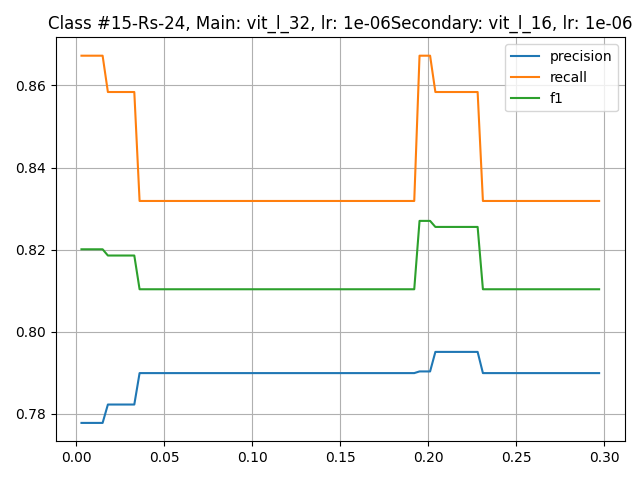 Class #15-Rs-24, Main: vit_l_32, lr: 1e-06Secondary: vit_l_16, lr: 1e-06
precision
recall
f1
0.86
0.84
0.82
0.80
0.78
0.00 0.05 0.10 0.15 0.20 0.25 0.30